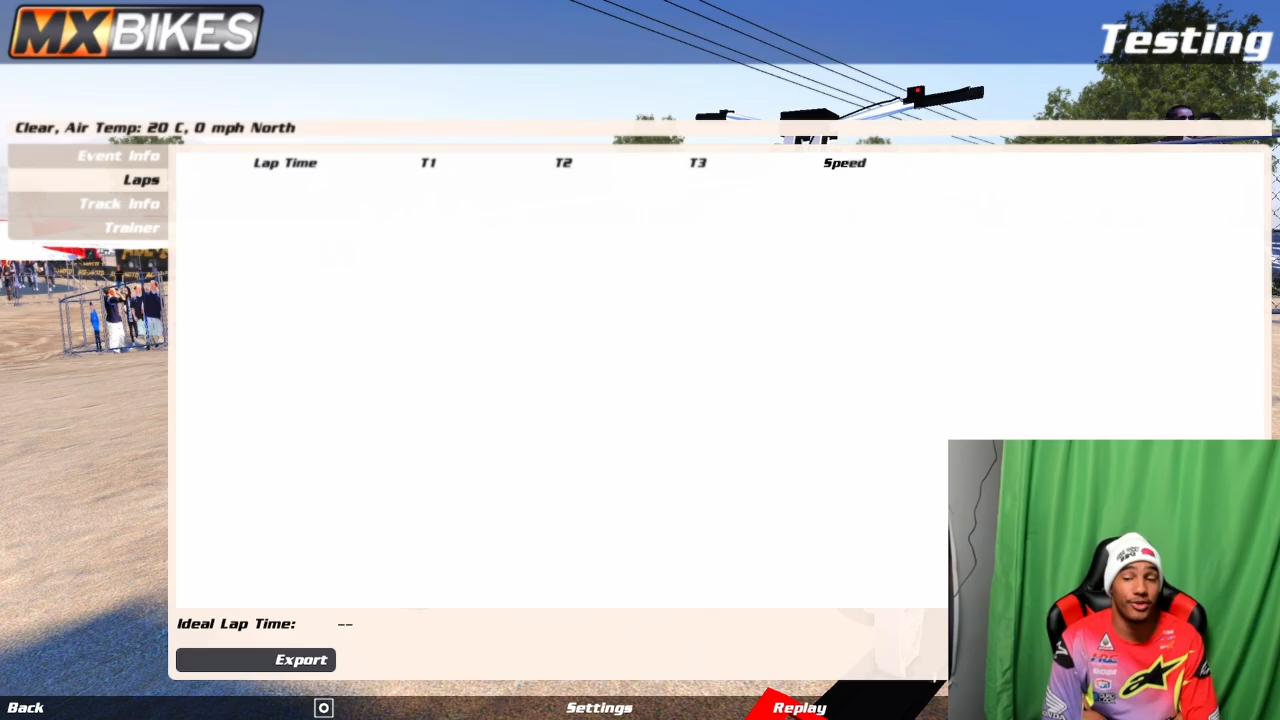 MXBIKES
Testing
Clear, Air Temp: 20 C, 0 mph North
Event Info
Laps
Track Info
Trainer
Lap Time T1 T2 T3 Speed
Ideal Lap Time: --
Export
Back
Settings
Replay
HRC